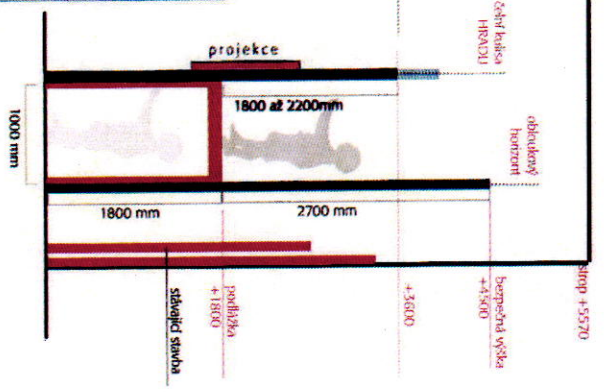 čelní kulisa
HRADU
projekce
1800 až 2200mm
obloukový
horizont
1000 mm
1800 mm
2700 mm
strop +5570
bezpečná výška
+4500
+3600
podlážka
+1800
stávající stavba